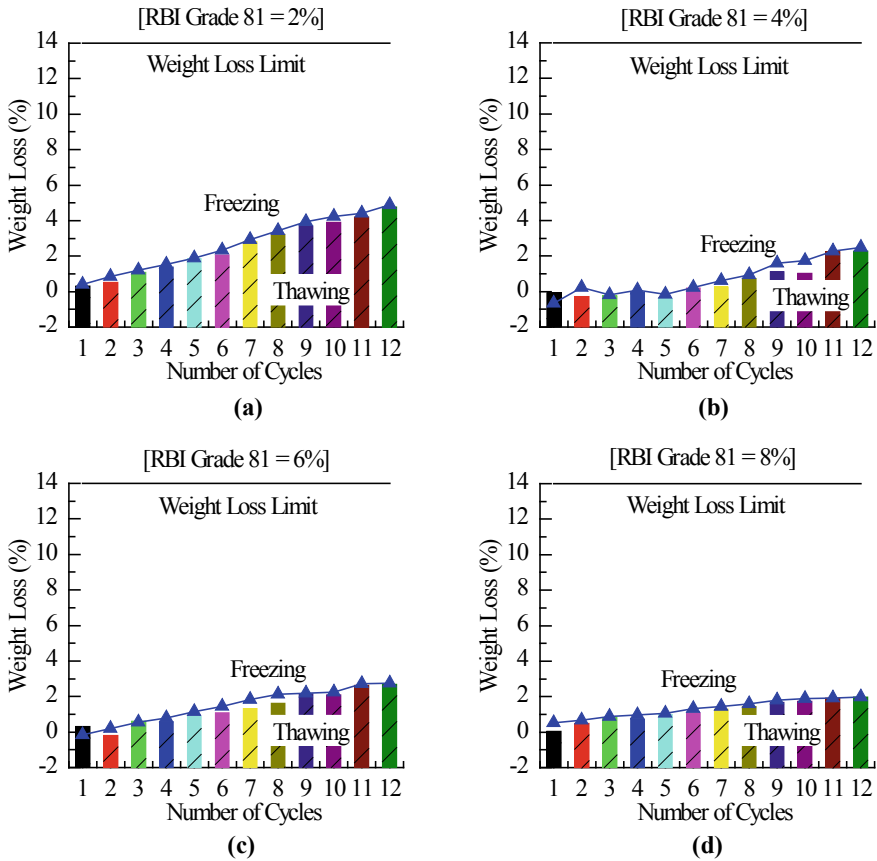 [RBI Grade 81 = 2%]
14
12
10
8
6
4
2
0
-2
Weight Loss (%)
Weight Loss Limit
Freezing
Thawing
1 2 3 4 5 6 7 8 9 10 11 12
Number of Cycles
(a)
[RBI Grade 81 = 4%]
14
12
10
8
6
4
2
0
-2
Weight Loss (%)
Weight Loss Limit
Freezing
Thawing
1 2 3 4 5 6 7 8 9 10 11 12
Number of Cycles
(b)
[RBI Grade 81 = 6%]
14
12
10
8
6
4
2
0
-2
Weight Loss (%)
Weight Loss Limit
Freezing
Thawing
1 2 3 4 5 6 7 8 9 10 11 12
Number of Cycles
(c)
[RBI Grade 81 = 8%]
14
12
10
8
6
4
2
0
-2
Weight Loss (%)
Weight Loss Limit
Freezing
Thawing
1 2 3 4 5 6 7 8 9 10 11 12
Number of Cycles
(d)